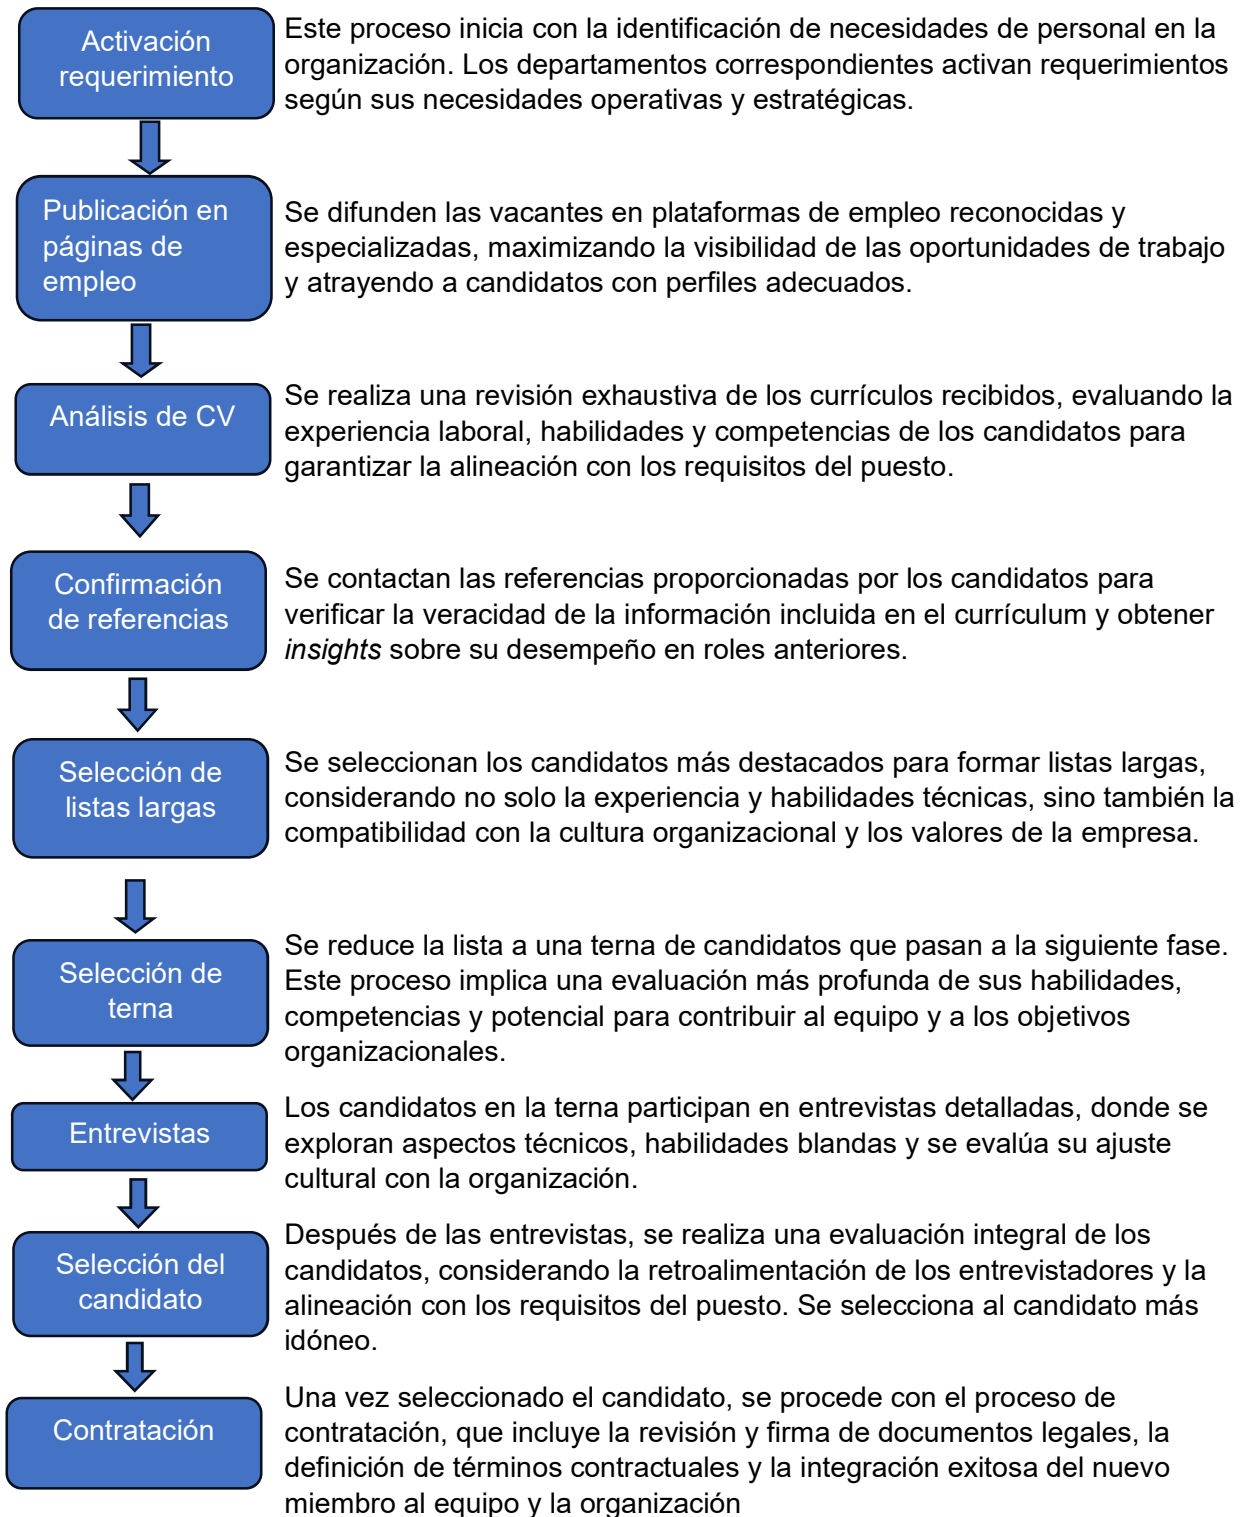 Activación
requerimiento
Este proceso inicia con la identificación de necesidades de personal en la
organización. Los departamentos correspondientes activan requerimientos
según sus necesidades operativas y estratégicas.
Publicación en
páginas de
empleo
Se difunden las vacantes en plataformas de empleo reconocidas y
especializadas, maximizando la visibilidad de las oportunidades de trabajo
y atrayendo a candidatos con perfiles adecuados.
Análisis de CV
Se realiza una revisión exhaustiva de los currículos recibidos, evaluando la
experiencia laboral, habilidades y competencias de los candidatos para
garantizar la alineación con los requisitos del puesto.
Confirmación
de referencias
Se contactan las referencias proporcionadas por los candidatos para
verificar la veracidad de la información incluida en el currículum y obtener
insights sobre su desempeño en roles anteriores.
Selección de
listas largas
Se seleccionan los candidatos más destacados para formar listas largas,
considerando no solo la experiencia y habilidades técnicas, sino también la
compatibilidad con la cultura organizacional y los valores de la empresa.
Selección de
terna
Se reduce la lista a una terna de candidatos que pasan a la siguiente fase.
Este proceso implica una evaluación más profunda de sus habilidades,
competencias y potencial para contribuir al equipo y a los objetivos
organizacionales.
Entrevistas
Los candidatos en la terna participan en entrevistas detalladas, donde se
exploran aspectos técnicos, habilidades blandas y se evalúa su ajuste
cultural con la organización.
Selección del
candidato
Después de las entrevistas, se realiza una evaluación integral de los
candidatos, considerando la retroalimentación de los entrevistadores y la
alineación con los requisitos del puesto. Se selecciona al candidato más
idóneo.
Contratación
Una vez seleccionado el candidato, se procede con el proceso de
contratación, que incluye la revisión y firma de documentos legales, la
definición de términos contractuales y la integración exitosa del nuevo
miembro al equipo y la organización